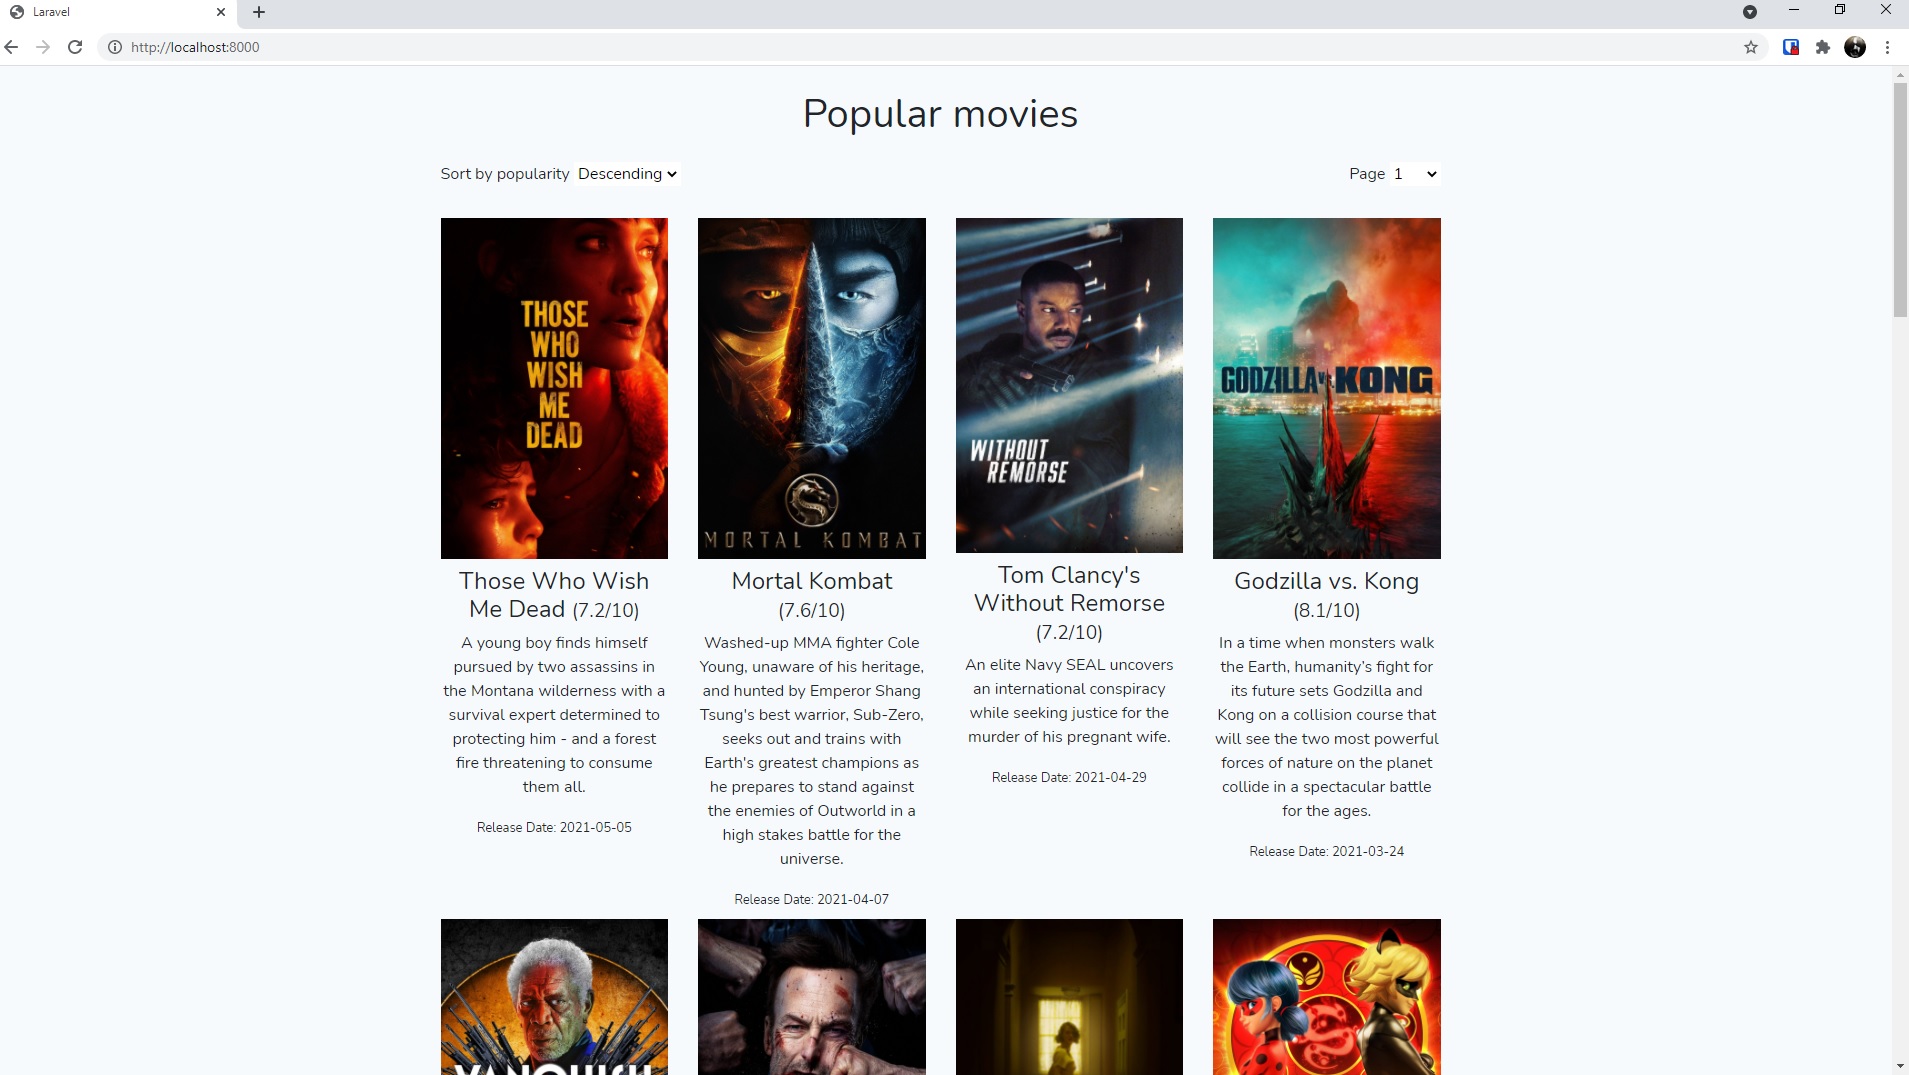 Laravel
http://localhost:8000
Popular movies
Sort by popularity Descending
Page 1
THOSE
WHO
WISH
ME
DEAD
MORTAL KOMBAT
WITHOUT
REMORSE
GODZILLA vs. KONG
Those Who Wish
Me Dead (7.2/10)
A young boy finds himself
pursued by two assassins in
the Montana wilderness with a
survival expert determined to
protecting him - and a forest
fire threatening to consume
them all.
Release Date: 2021-05-05
Mortal Kombat
(7.6/10)
Washed-up MMA fighter Cole
Young, unaware of his heritage,
and hunted by Emperor Shang
Tsung's best warrior, Sub-Zero,
seeks out and trains with
Earth's greatest champions as
he prepares to stand against
the enemies of Outworld in a
high stakes battle for the
universe.
Release Date: 2021-04-07
Tom Clancy's
Without Remorse
(7.2/10)
An elite Navy SEAL uncovers
an international conspiracy
while seeking justice for the
murder of his pregnant wife.
Release Date: 2021-04-29
Godzilla vs. Kong
(8.1/10)
In a time when monsters walk
the Earth, humanity’s fight for
its future sets Godzilla and
Kong on a collision course that
will see the two most powerful
forces of nature on the planet
collide in a spectacular battle
for the ages.
Release Date: 2021-03-24
VANQUISH